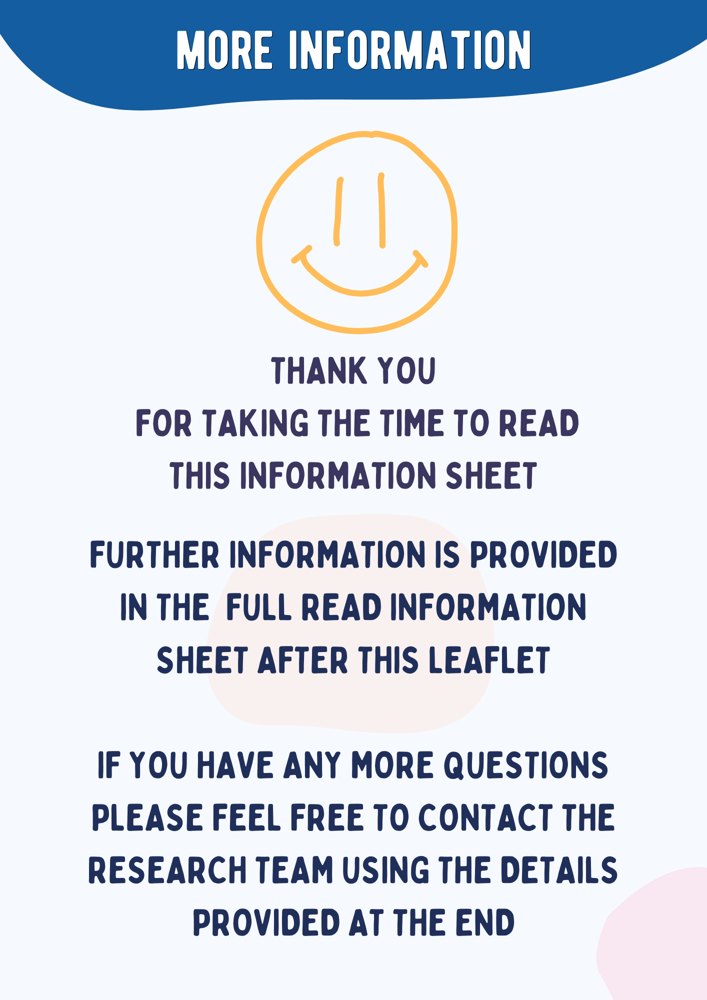 MORE INFORMATION
THANK YOU
FOR TAKING THE TIME TO READ
THIS INFORMATION SHEET
FURTHER INFORMATION IS PROVIDED
IN THE FULL READ INFORMATION
SHEET AFTER THIS LEAFLET
IF YOU HAVE ANY MORE QUESTIONS
PLEASE FEEL FREE TO CONTACT THE
RESEARCH TEAM USING THE DETAILS
PROVIDED AT THE END